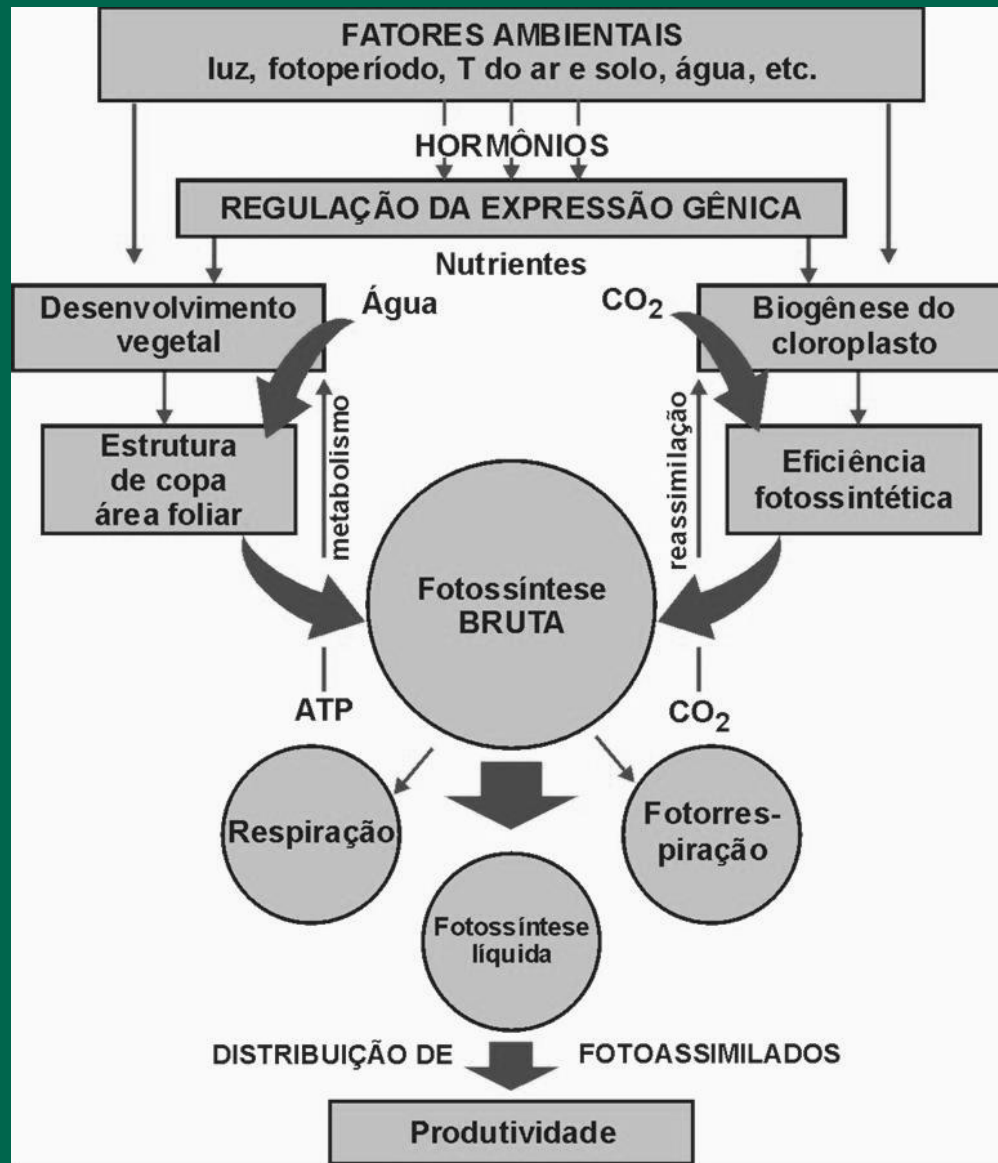 FATORES AMBIENTAIS
luz, fotoperíodo, T do ar e solo, água, etc.
HORMÔNIOS
REGULAÇÃO DA EXPRESSÃO GÊNICA
Nutrientes
Desenvolvimento
vegetal
Água
CO₂
Biogênese do
cloroplasto
Estrutura
de copa
área foliar
metabolismo
reassimilação
Eficiência
fotossintética
Fotossíntese
BRUTA
ATP
CO₂
Respiração
Fotorres-
piração
Fotossíntese
líquida
DISTRIBUIÇÃO DE FOTOASSIMILADOS
Produtividade